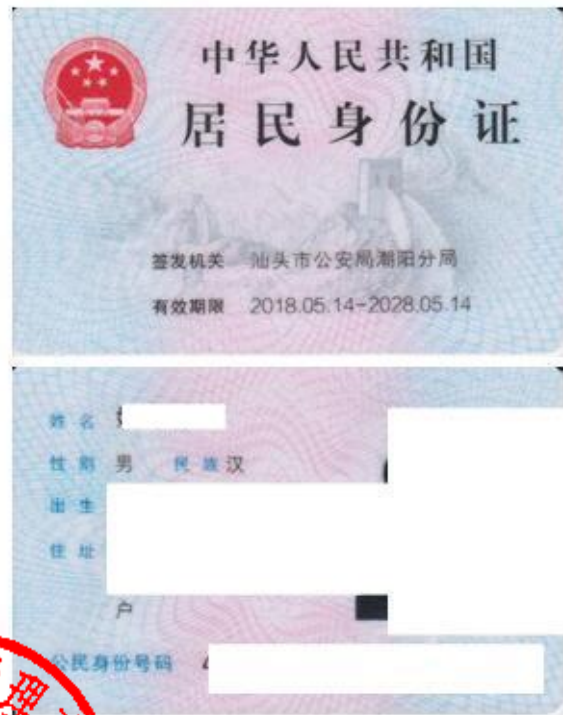 中华人民共和国
居民身份证
签发机关 汕头市公安局潮阳分局
有效期限 2018.05.14-2028.05.14
姓名
性别 男 民族 汉
出生
住址
户
公民身份号码
理